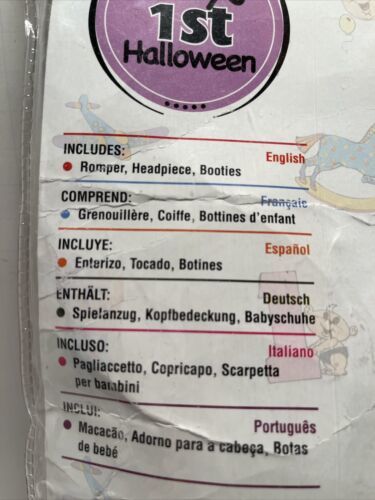 1st
Halloween
INCLUDES:
English
Romper, Headpiece, Booties
COMPREND:
Français
Grenouillère, Coiffe, Bottines d'enfant
INCLUYE:
Español
Enterizo, Tocado, Botines
ENTHÄLT:
Deutsch
Spielanzug, Kopfbedeckung, Babyschuhe
INCLUSO:
Italiano
Pagliaccetto, Copricapo, Scarpetta
per bambini
INCLUI:
Português
Macacão, Adorno para a cabeça, Botas
de bebé